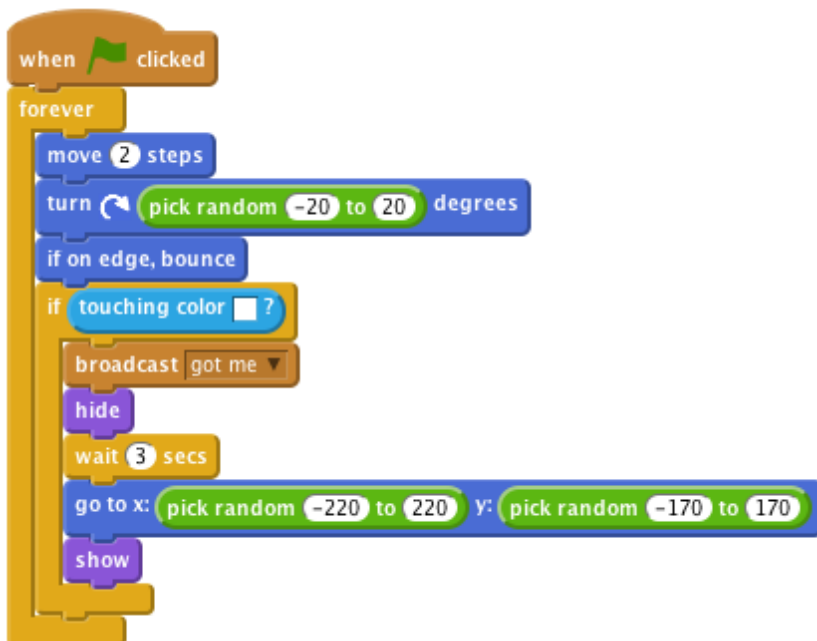 when clicked
forever
move 2 steps
turn pick random -20 to 20 degrees
if on edge, bounce
if touching color ?
broadcast got me
hide
wait 3 secs
go to x: pick random -220 to 220 y: pick random -170 to 170
show